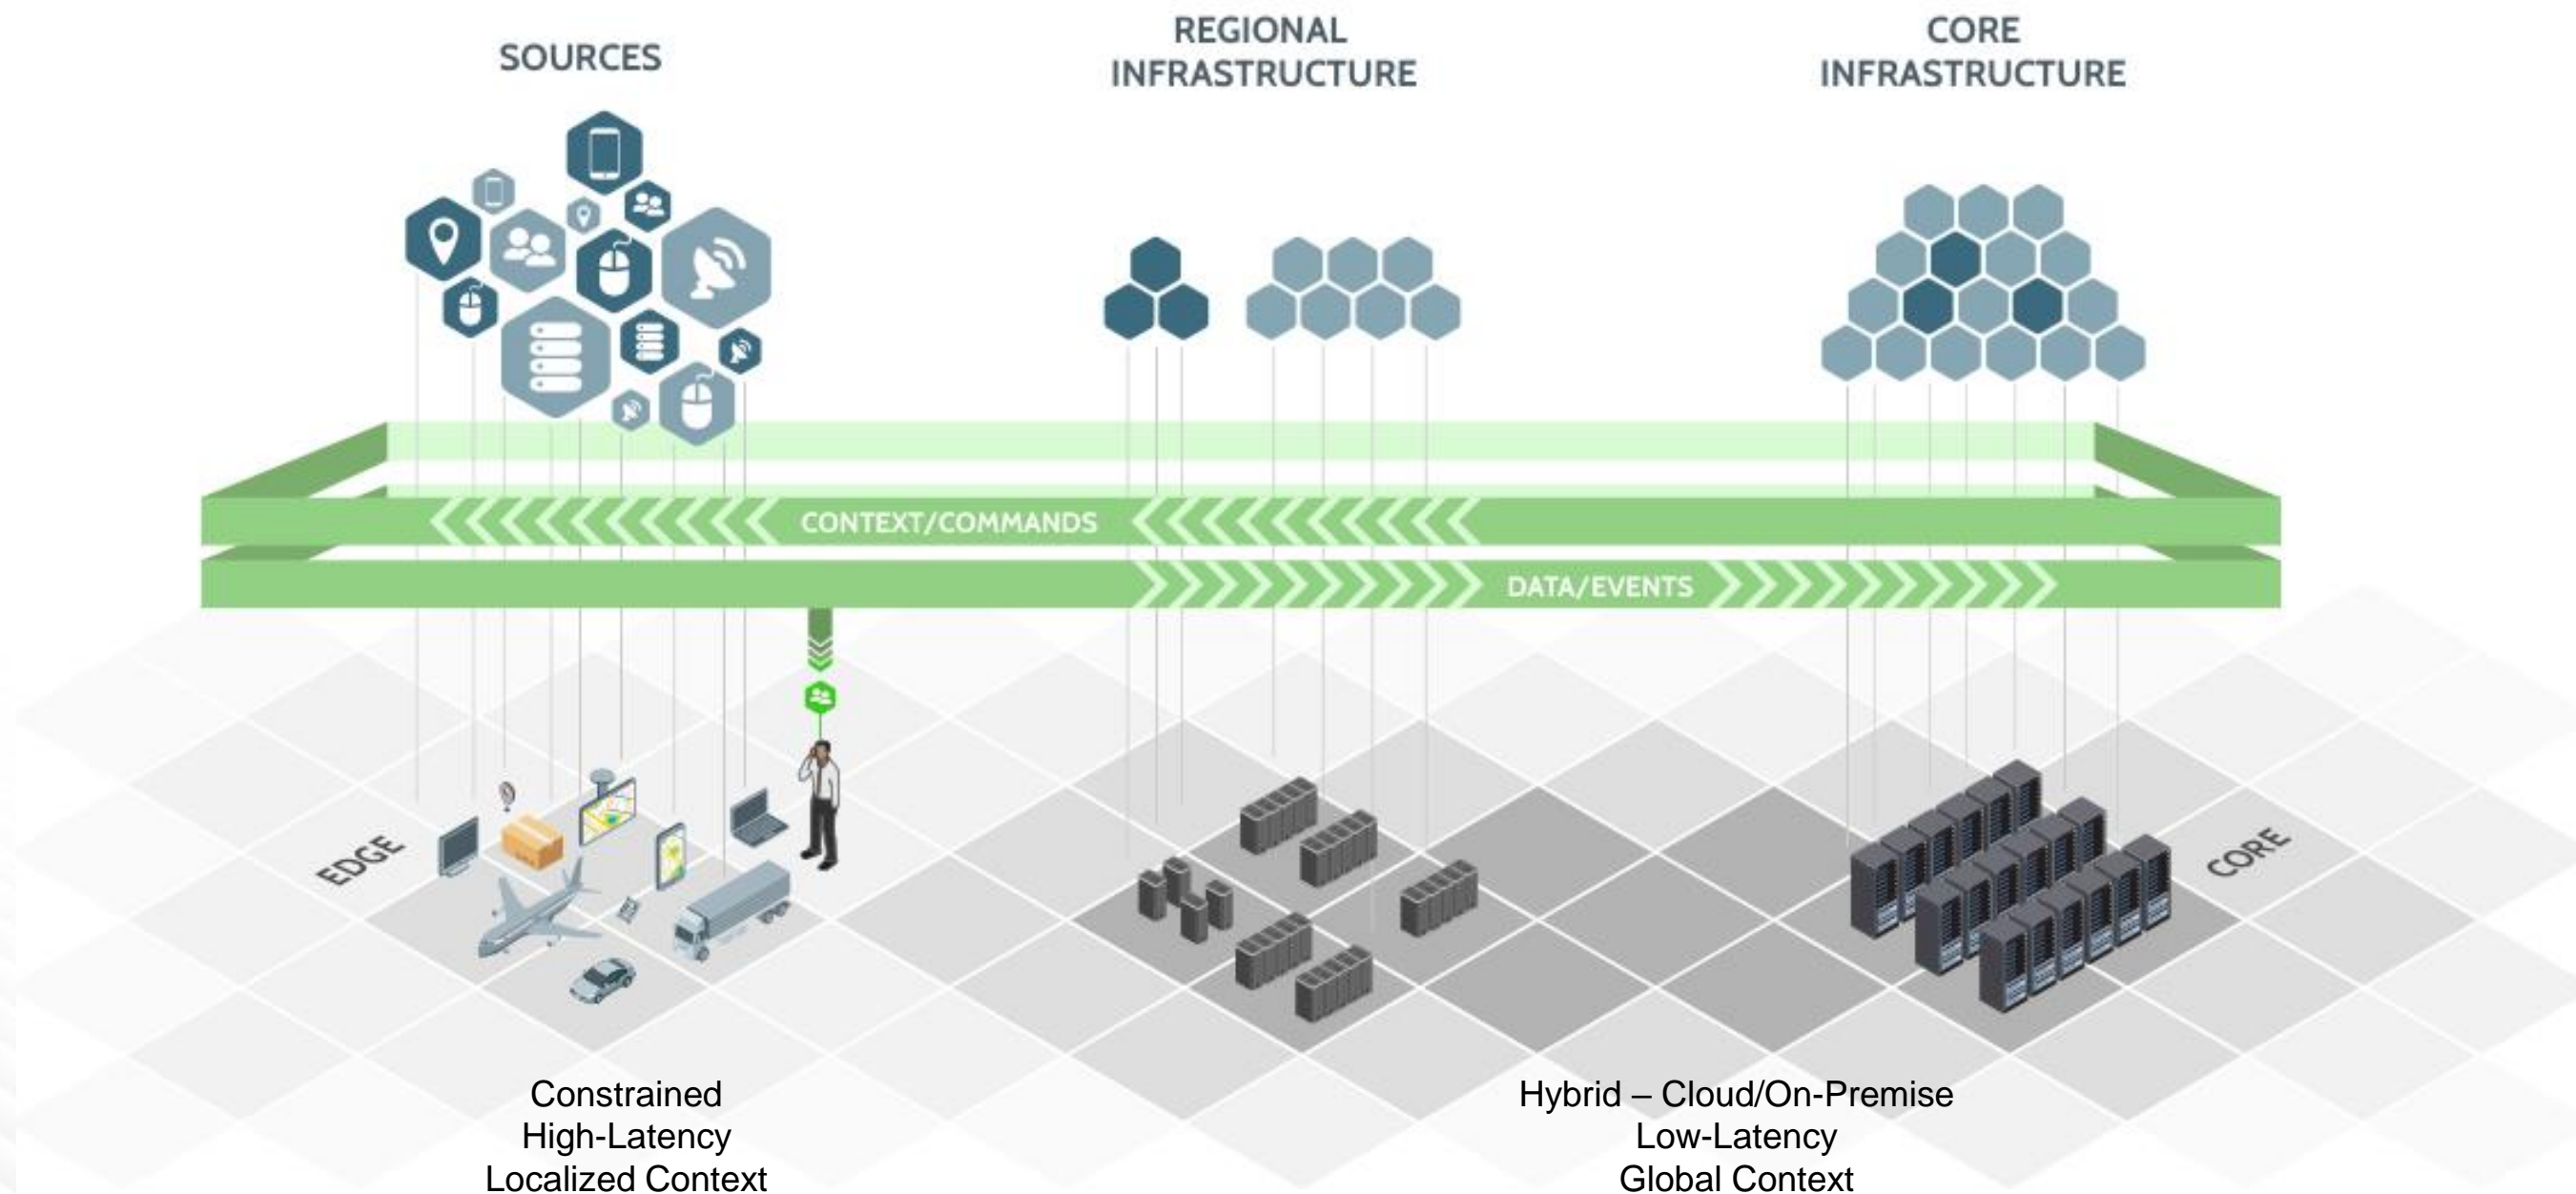 SOURCES
REGIONAL
INFRASTRUCTURE
CORE
INFRASTRUCTURE
CONTEXT/COMMANDS
DATA/EVENTS
EDGE
CORE
Constrained
High-Latency
Localized Context
Hybrid – Cloud/On-Premise
Low-Latency
Global Context